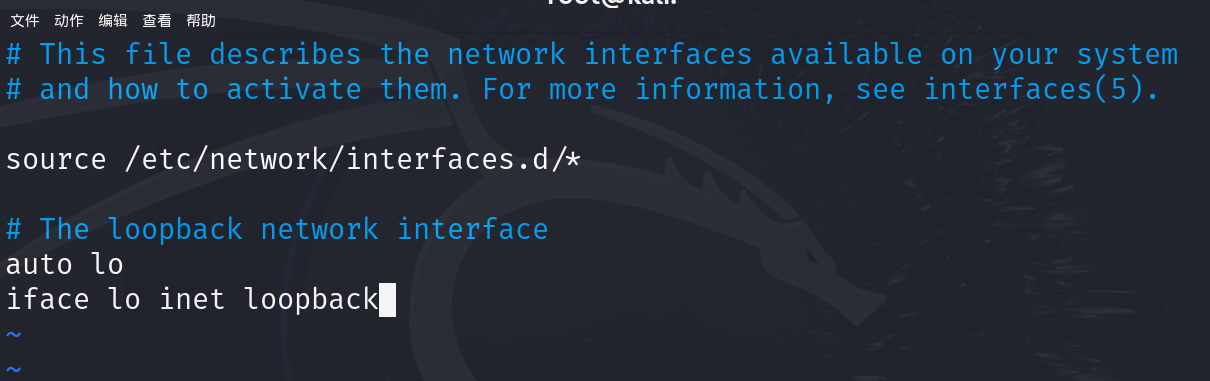 文件 动作 编辑 查看 帮助
# This file describes the network interfaces available on your system
# and how to activate them. For more information, see interfaces(5).
source /etc/network/interfaces.d/*
# The loopback network interface
auto lo
iface lo inet loopback
~
~